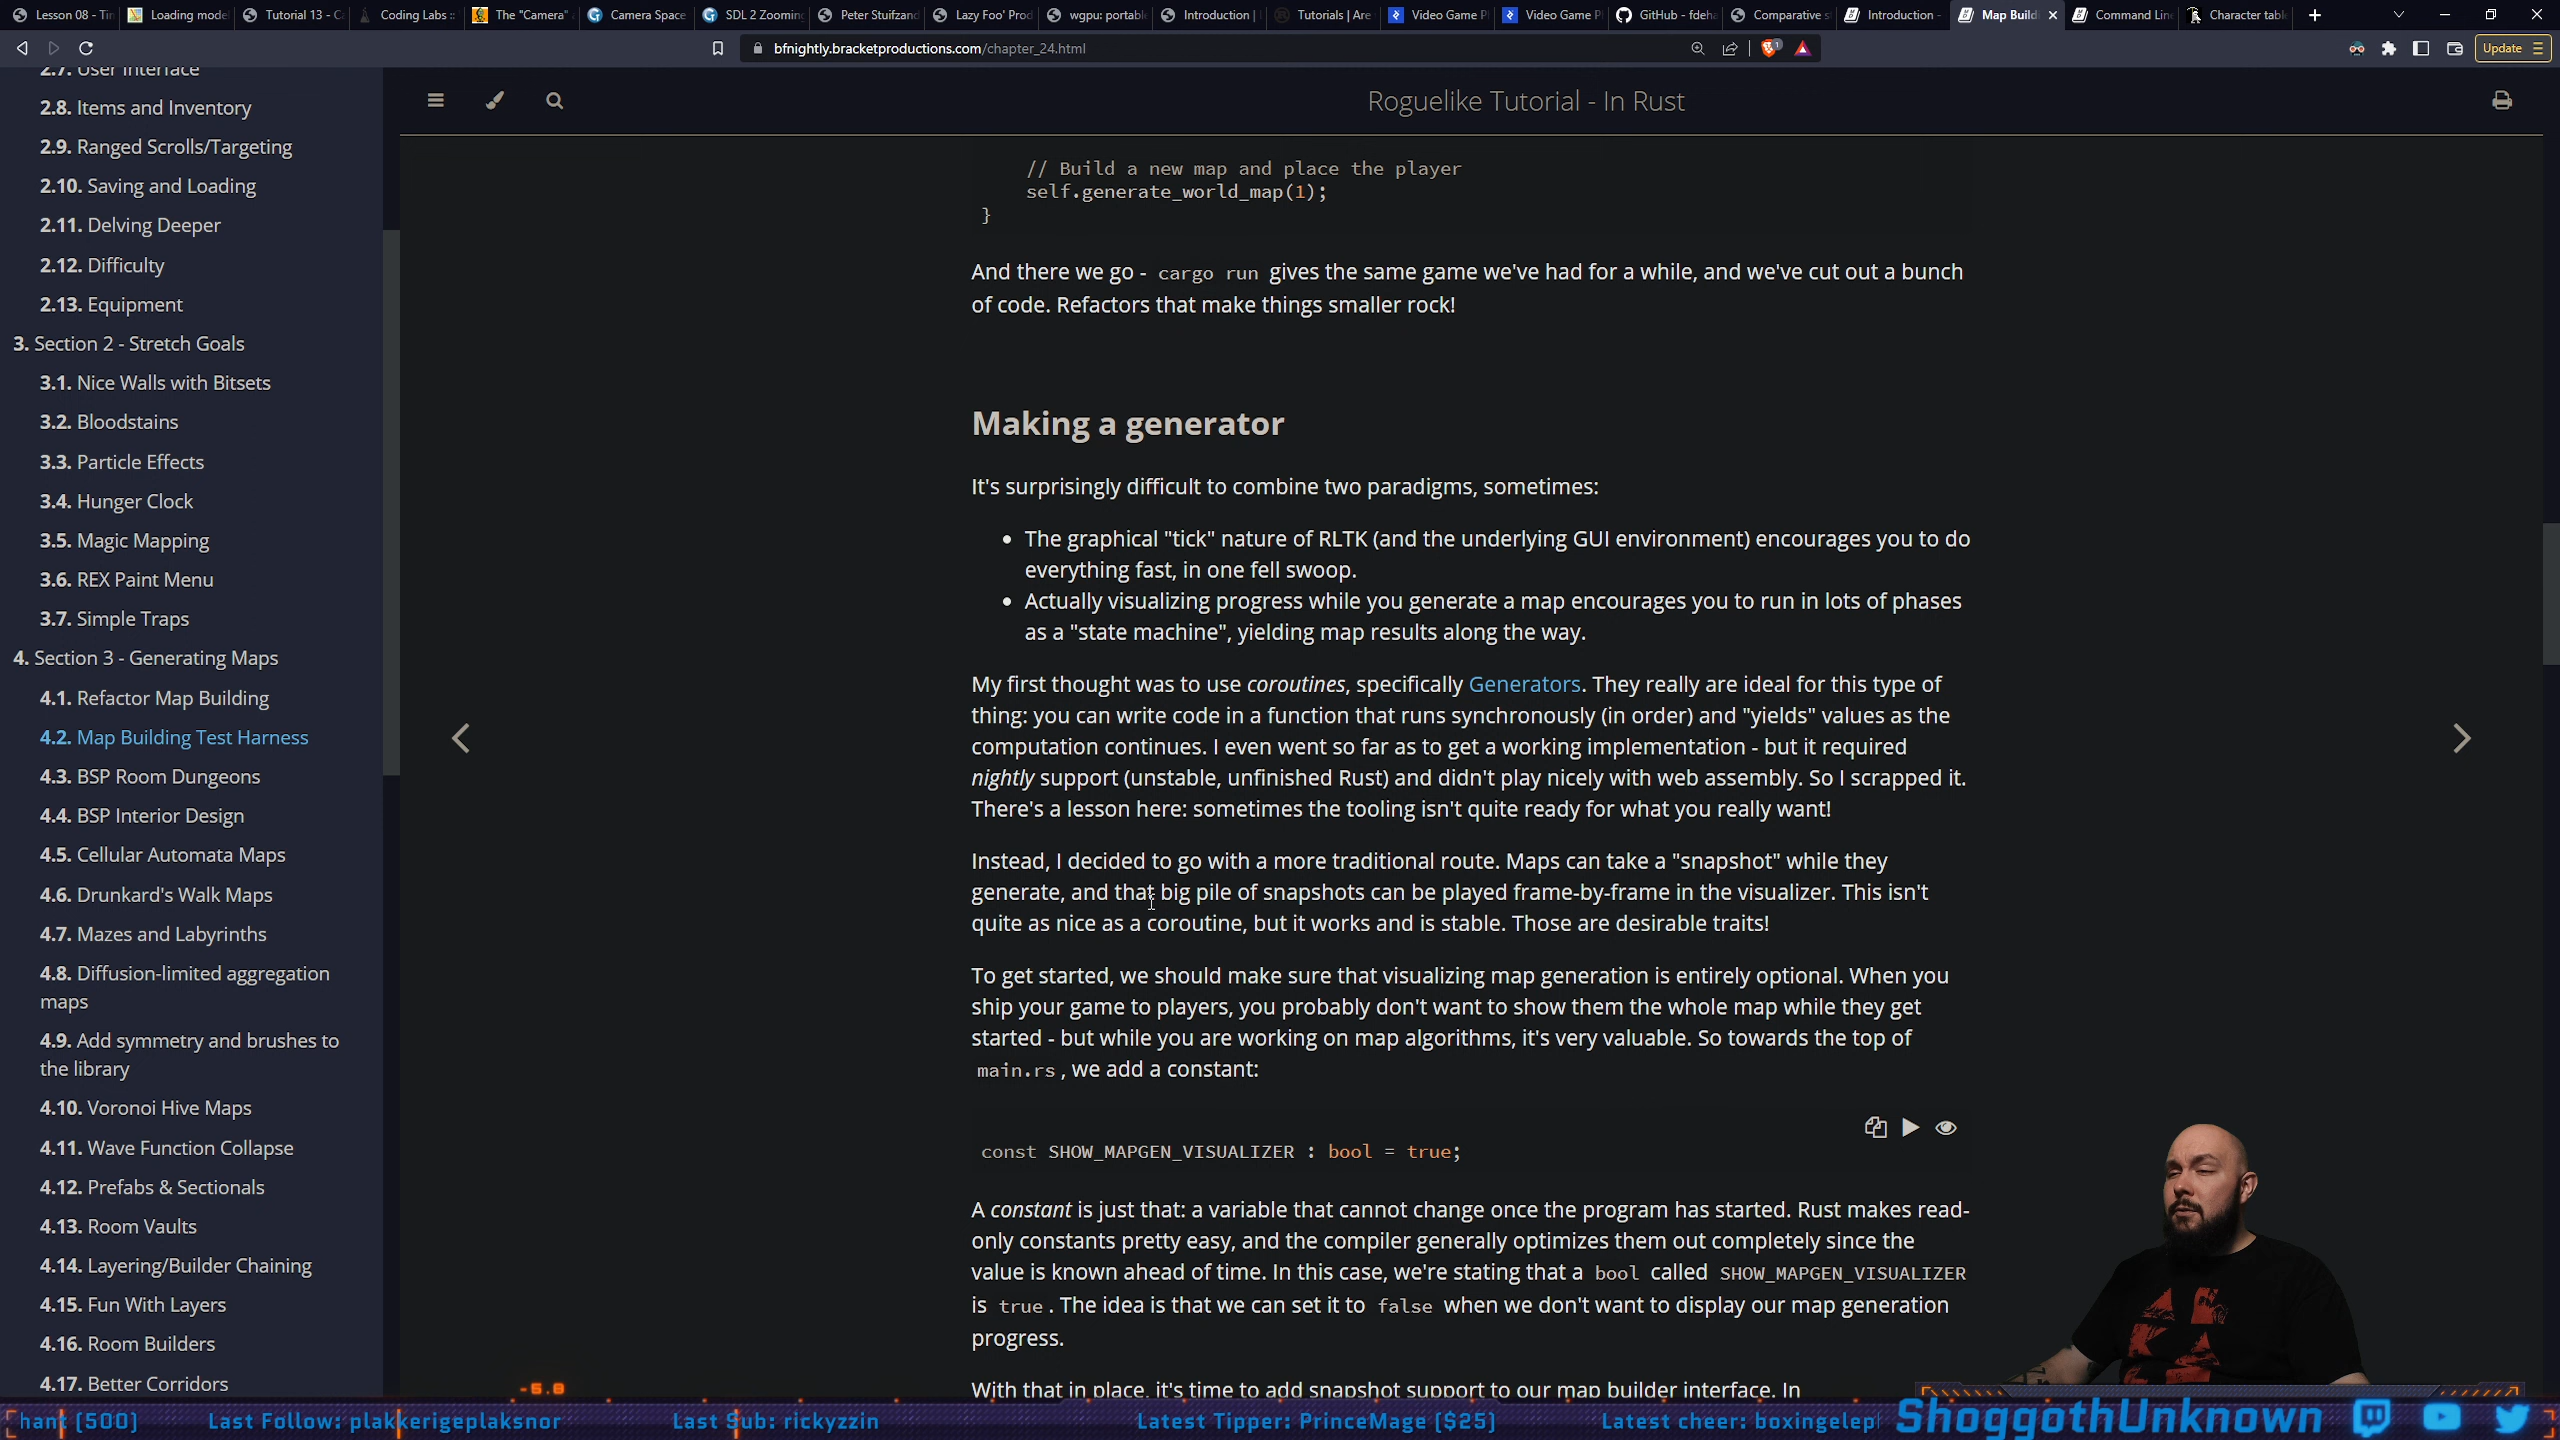 Lesson 08 - Tim
Loading mode
Tutorial 13 - C
Coding Labs ::
The "Camera"
Camera Space
SDL 2 Zooming
Peter Stuifzand
Lazy Foo' Prod
wgpu: portabl
Introduction |
Tutorials | Are
Video Game P
Video Game P
GitHub - fdeh
Comparative s
Introduction -
Map Build
Command Lin
Character tabl
bfnightly.bracketproductions.com/chapter_24.html
Update
2.7. User Interface
2.8. Items and Inventory
2.9. Ranged Scrolls/Targeting
2.10. Saving and Loading
2.11. Delving Deeper
2.12. Difficulty
2.13. Equipment
3. Section 2 - Stretch Goals
3.1. Nice Walls with Bitsets
3.2. Bloodstains
3.3. Particle Effects
3.4. Hunger Clock
3.5. Magic Mapping
3.6. REX Paint Menu
3.7. Simple Traps
4. Section 3 - Generating Maps
4.1. Refactor Map Building
4.2. Map Building Test Harness
4.3. BSP Room Dungeons
4.4. BSP Interior Design
4.5. Cellular Automata Maps
4.6. Drunkard's Walk Maps
4.7. Mazes and Labyrinths
4.8. Diffusion-limited aggregation
maps
4.9. Add symmetry and brushes to
the library
4.10. Voronoi Hive Maps
4.11. Wave Function Collapse
4.12. Prefabs & Sectionals
4.13. Room Vaults
4.14. Layering/Builder Chaining
4.15. Fun With Layers
4.16. Room Builders
4.17. Better Corridors
Roguelike Tutorial - In Rust
// Build a new map and place the player
self.generate_world_map(1);
}
And there we go - cargo run gives the same game we've had for a while, and we've cut out a bunch
of code. Refactors that make things smaller rock!
Making a generator
It's surprisingly difficult to combine two paradigms, sometimes:
• The graphical "tick" nature of RLTK (and the underlying GUI environment) encourages you to do
everything fast, in one fell swoop.
• Actually visualizing progress while you generate a map encourages you to run in lots of phases
as a "state machine", yielding map results along the way.
My first thought was to use coroutines, specifically Generators. They really are ideal for this type of
thing: you can write code in a function that runs synchronously (in order) and "yields" values as the
computation continues. I even went so far as to get a working implementation - but it required
nightly support (unstable, unfinished Rust) and didn't play nicely with web assembly. So I scrapped it.
There's a lesson here: sometimes the tooling isn't quite ready for what you really want!
Instead, I decided to go with a more traditional route. Maps can take a "snapshot" while they
generate, and that big pile of snapshots can be played frame-by-frame in the visualizer. This isn't
quite as nice as a coroutine, but it works and is stable. Those are desirable traits!
To get started, we should make sure that visualizing map generation is entirely optional. When you
ship your game to players, you probably don't want to show them the whole map while they get
started - but while you are working on map algorithms, it's very valuable. So towards the top of
main.rs, we add a constant:
const SHOW_MAPGEN_VISUALIZER : bool = true;
A constant is just that: a variable that cannot change once the program has started. Rust makes read-
only constants pretty easy, and the compiler generally optimizes them out completely since the
value is known ahead of time. In this case, we're stating that a bool called SHOW_MAPGEN_VISUALIZER
is true. The idea is that we can set it to false when we don't want to display our map generation
progress.
With that in place, it's time to add snapshot support to our map builder interface. In
-5.8
hant [500]
Last Follow: plakkerigeplaksnor
Last Sub: rickyzzin
Latest Tipper: PrinceMage [$25]
Latest cheer: boxingelep
ShoggothUnknown